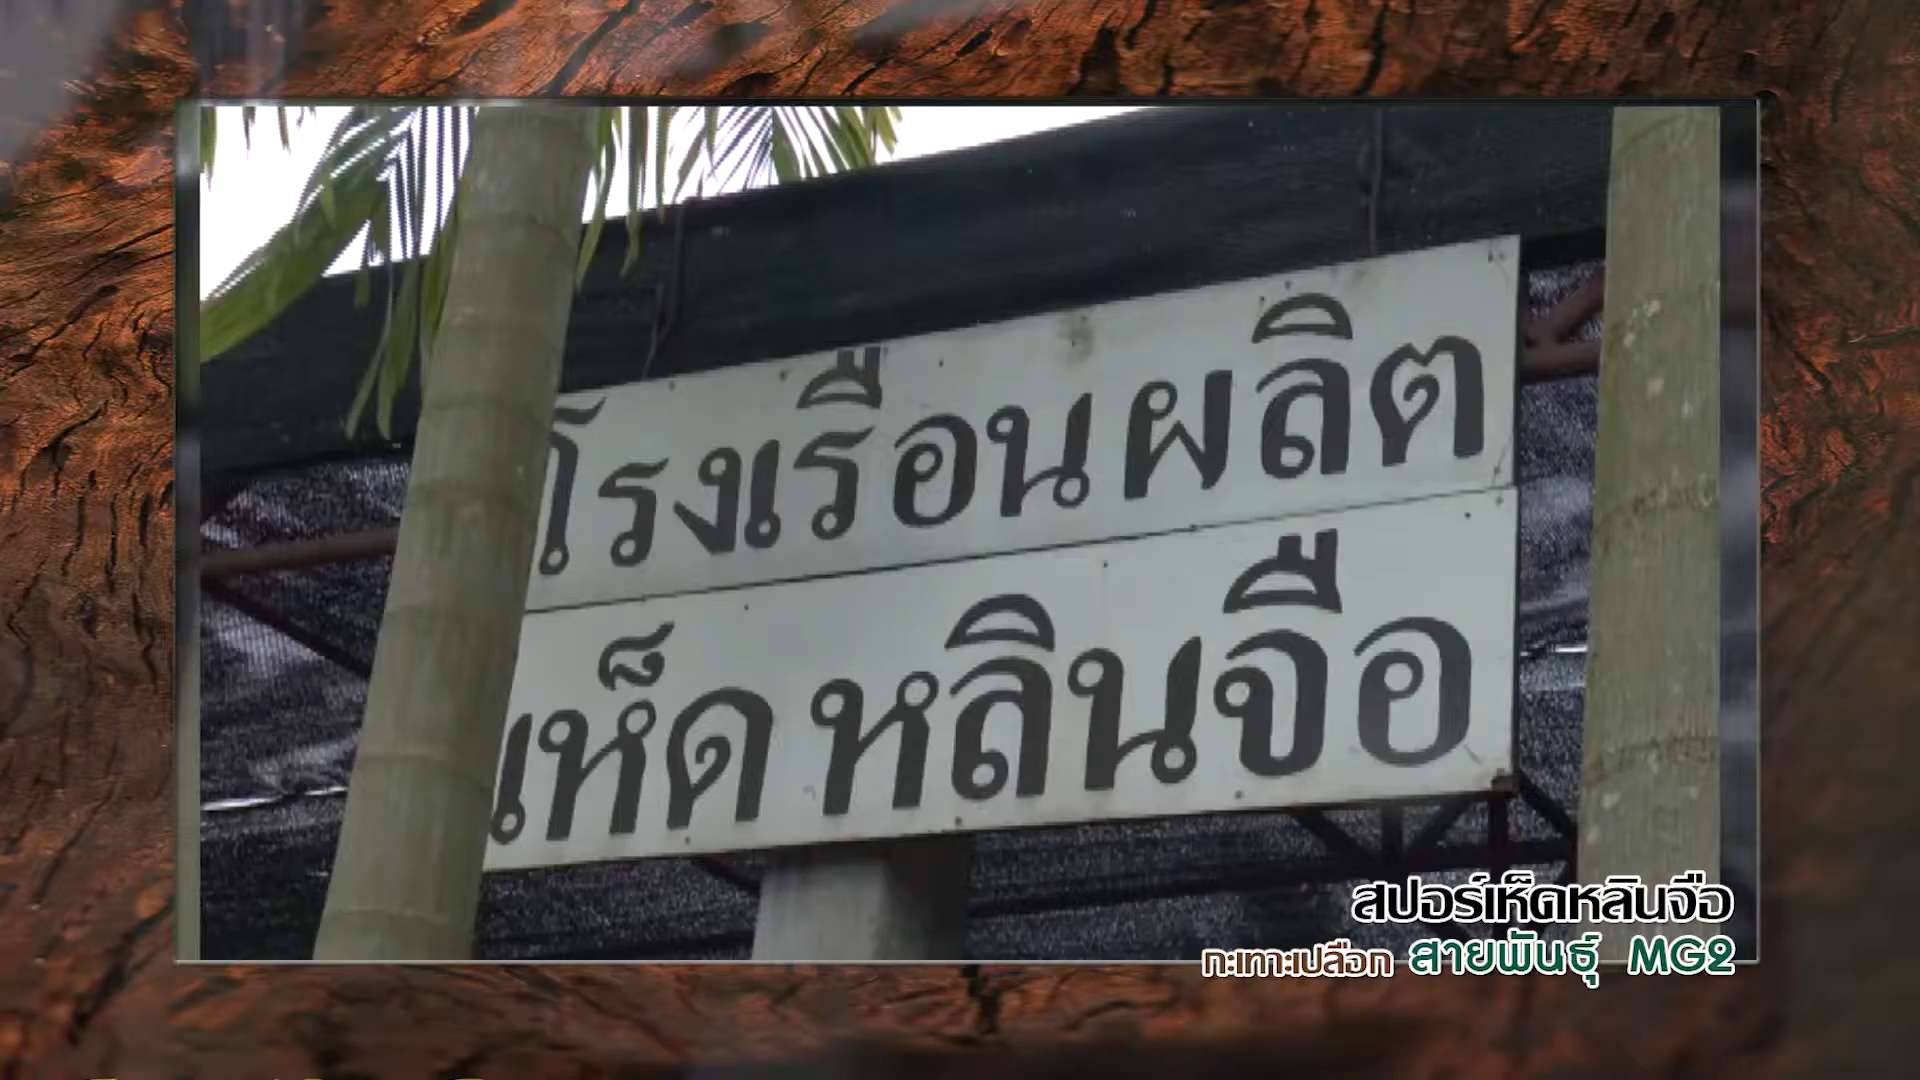 โรงเรือนผลิต
เห็ดหลินจือ
สปอร์เห็ดหลินจือ
กะเทาะเปลือก สายพันธุ์ MG2